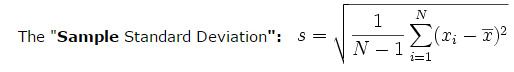 The "Sample Standard Deviation": s = √(1/(N − 1) ∑_{i=1}^{N} (x_i − x̄)²)